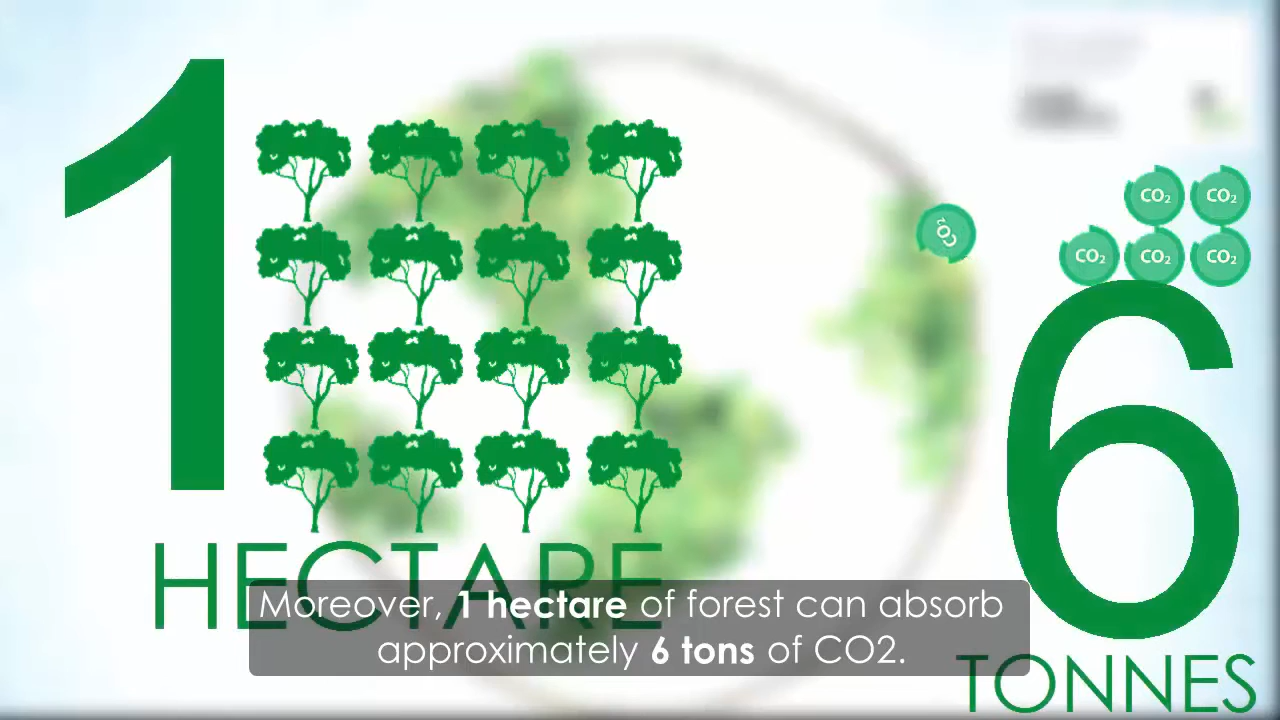 1
HECTARE
CO₂
CO₂ CO₂
CO₂ CO₂ CO₂
6
TONNES
Moreover, 1 hectare of forest can absorb
approximately 6 tons of CO2.